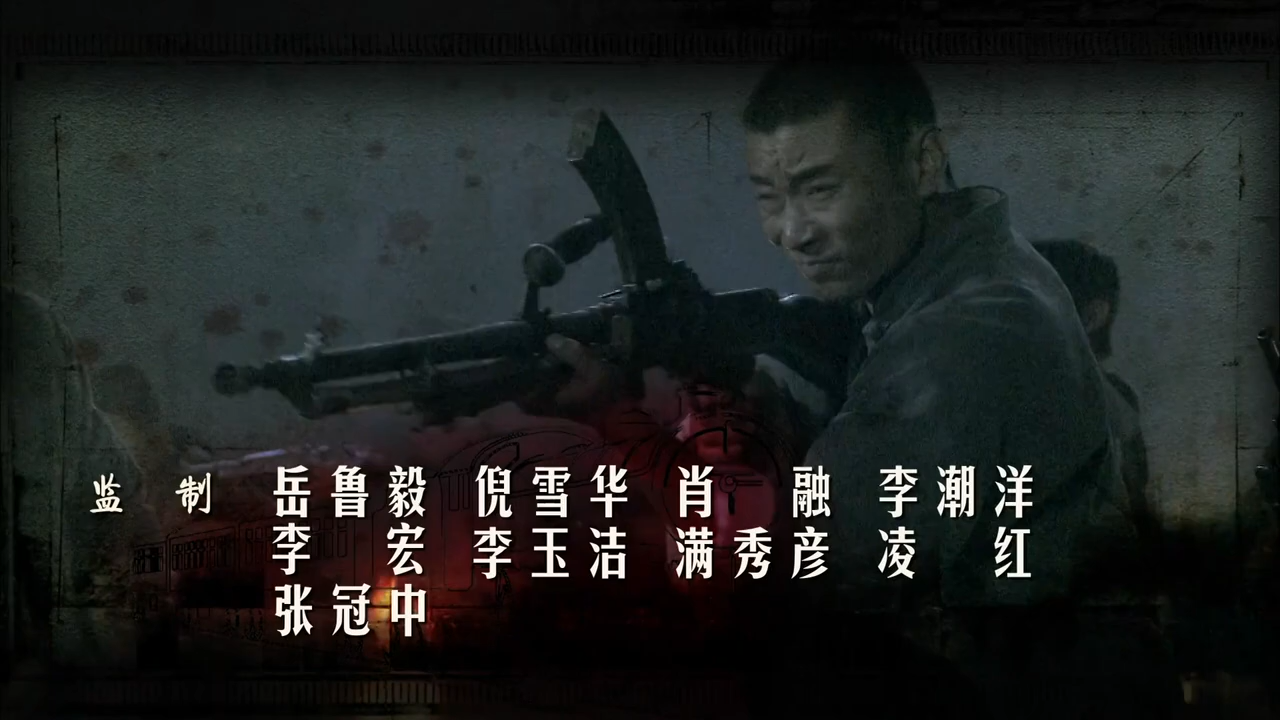 监 制 岳鲁毅 倪雪华 肖 融 李潮洋
李 宏 李玉洁 满秀彦 凌 红
张冠中